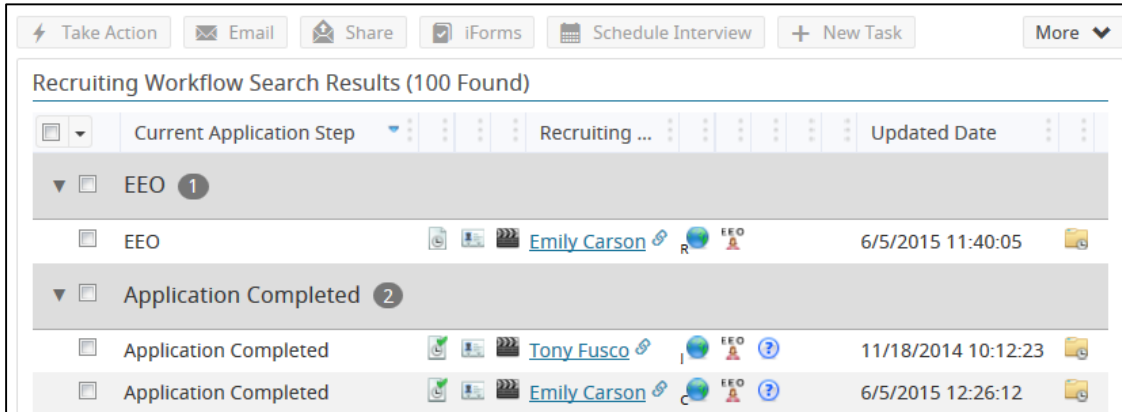 Take Action Email Share iForms Schedule Interview New Task More
Recruiting Workflow Search Results (100 Found)
Current Application Step Recruiting ... Updated Date
EEO 1
EEO Emily Carson R EEO 6/5/2015 11:40:05
Application Completed 2
Application Completed Tony Fusco I EEO ? 11/18/2014 10:12:23
Application Completed Emily Carson C EEO ? 6/5/2015 12:26:12